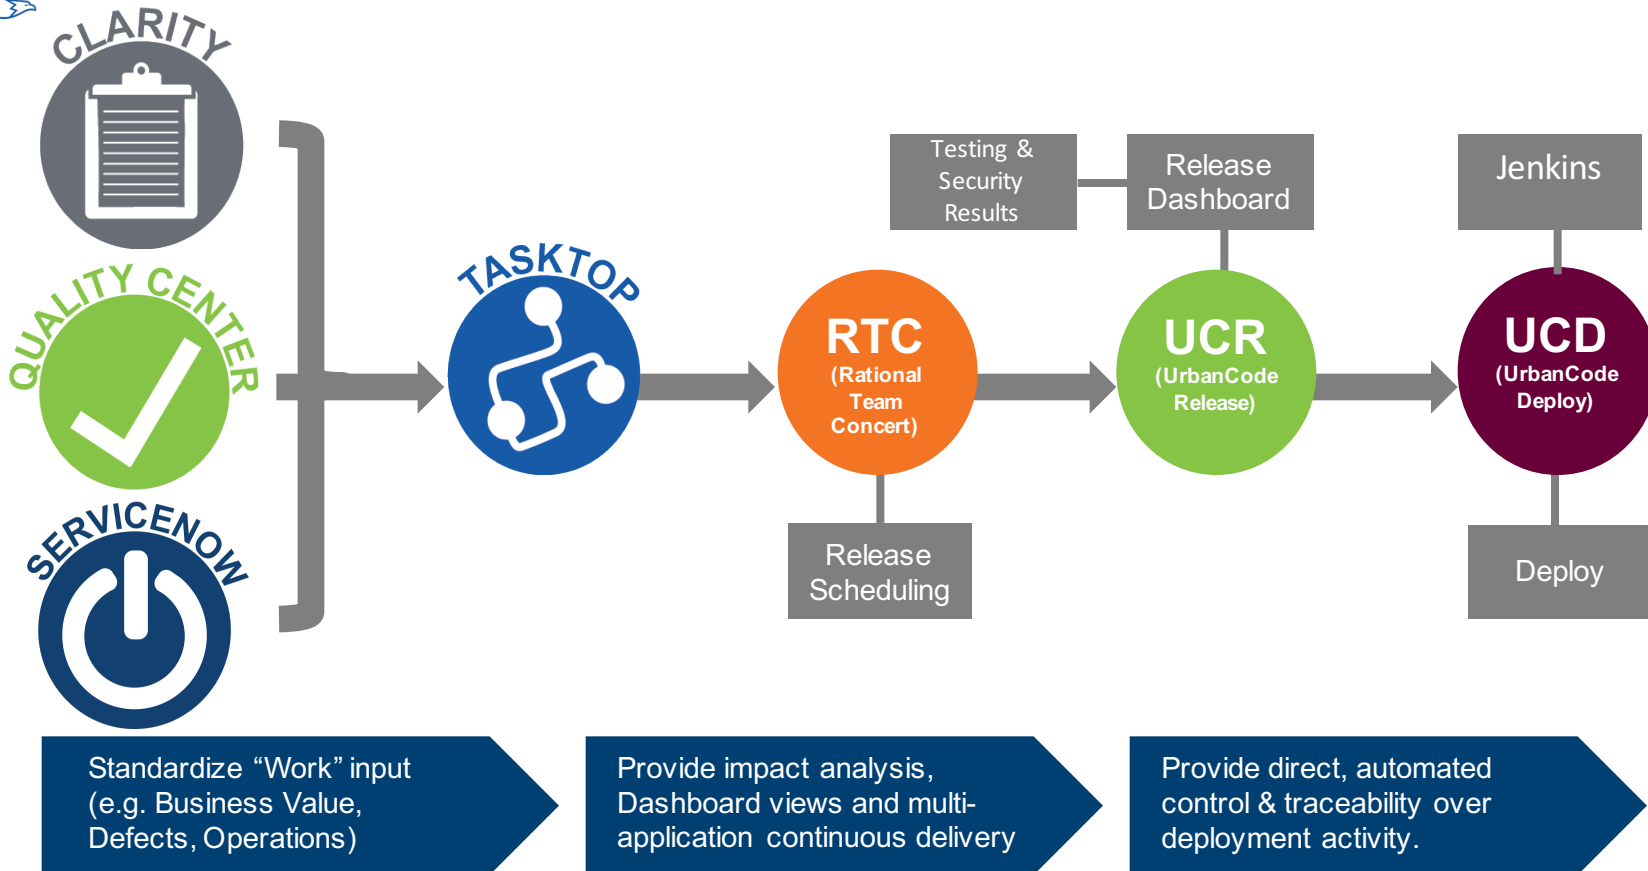 CLARITY
QUALITY CENTER
SERVICENOW
TASKTOP
RTC
(Rational
Team
Concert)
Release
Scheduling
Testing &
Security
Results
Release
Dashboard
UCR
(UrbanCode
Release)
Jenkins
UCD
(UrbanCode
Deploy)
Deploy
Standardize “Work” input
(e.g. Business Value,
Defects, Operations)
Provide impact analysis,
Dashboard views and multi-
application continuous delivery
Provide direct, automated
control & traceability over
deployment activity.